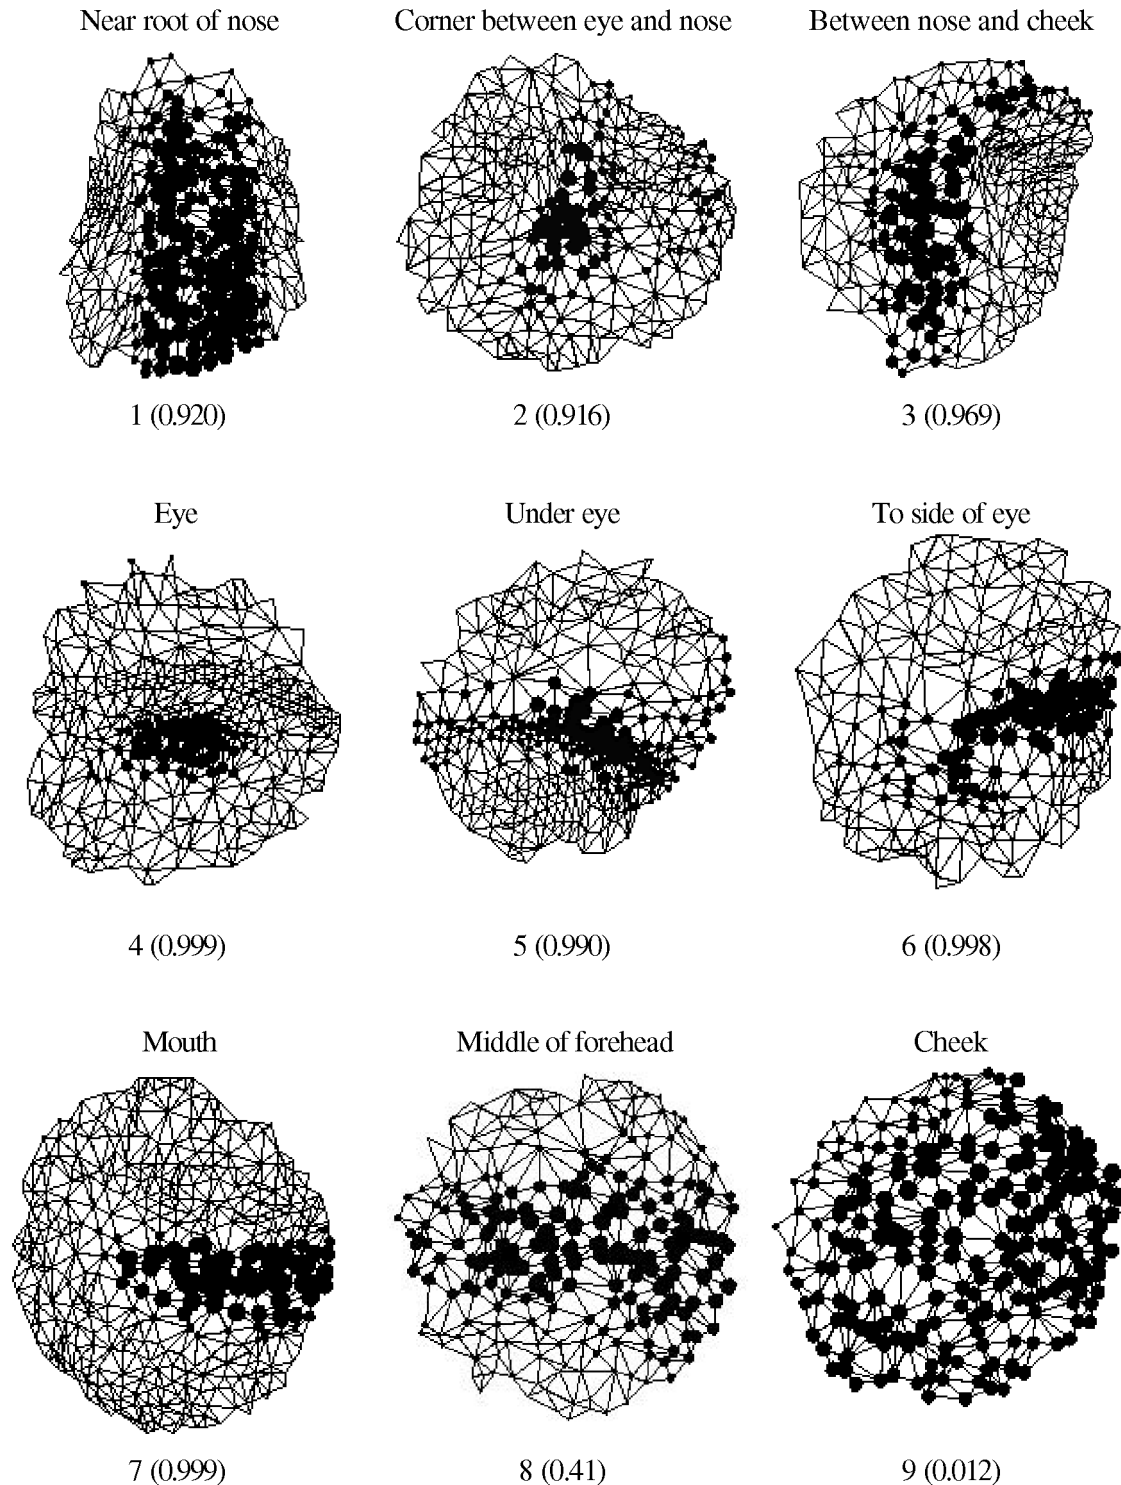 Near root of nose
Corner between eye and nose
Between nose and cheek
1 (0.920)
2 (0.916)
3 (0.969)
Eye
Under eye
To side of eye
4 (0.999)
5 (0.990)
6 (0.998)
Mouth
Middle of forehead
Cheek
7 (0.999)
8 (0.41)
9 (0.012)